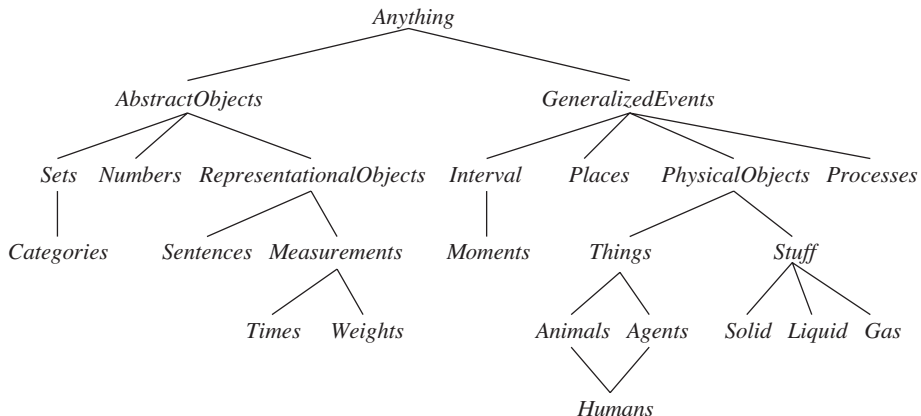 Anything
AbstractObjects GeneralizedEvents
Sets Numbers RepresentationalObjects Interval Places PhysicalObjects Processes
Categories Sentences Measurements Moments Things Stuff
Times Weights Animals Agents Solid Liquid Gas
Humans